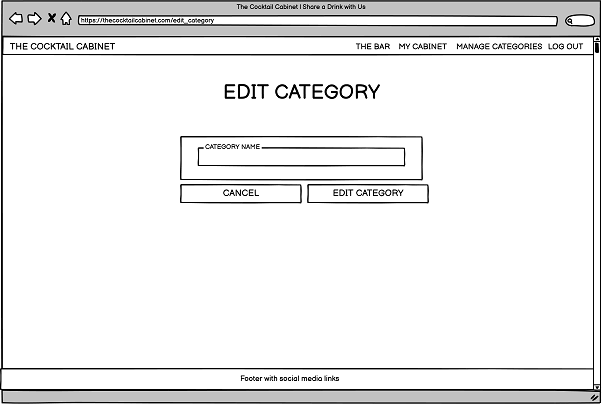 The Cocktail Cabinet | Share a Drink with Us
https://thecocktailcabinet.com/edit_category
THE COCKTAIL CABINET THE BAR MY CABINET MANAGE CATEGORIES LOG OUT
EDIT CATEGORY
CATEGORY NAME
CANCEL EDIT CATEGORY
Footer with social media links